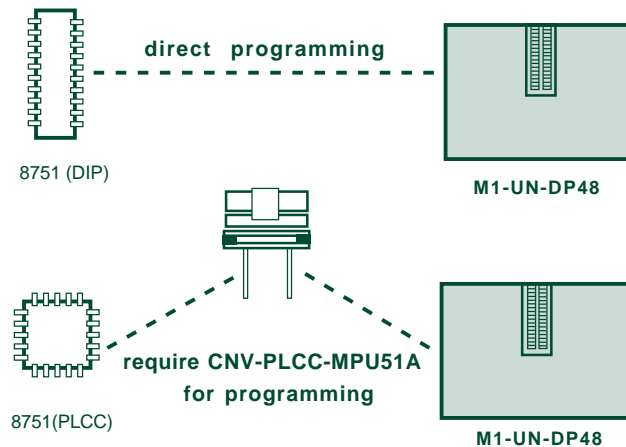 direct programming
8751 (DIP)
M1-UN-DP48
require CNV-PLCC-MPU51A
for programming
8751(PLCC)
M1-UN-DP48